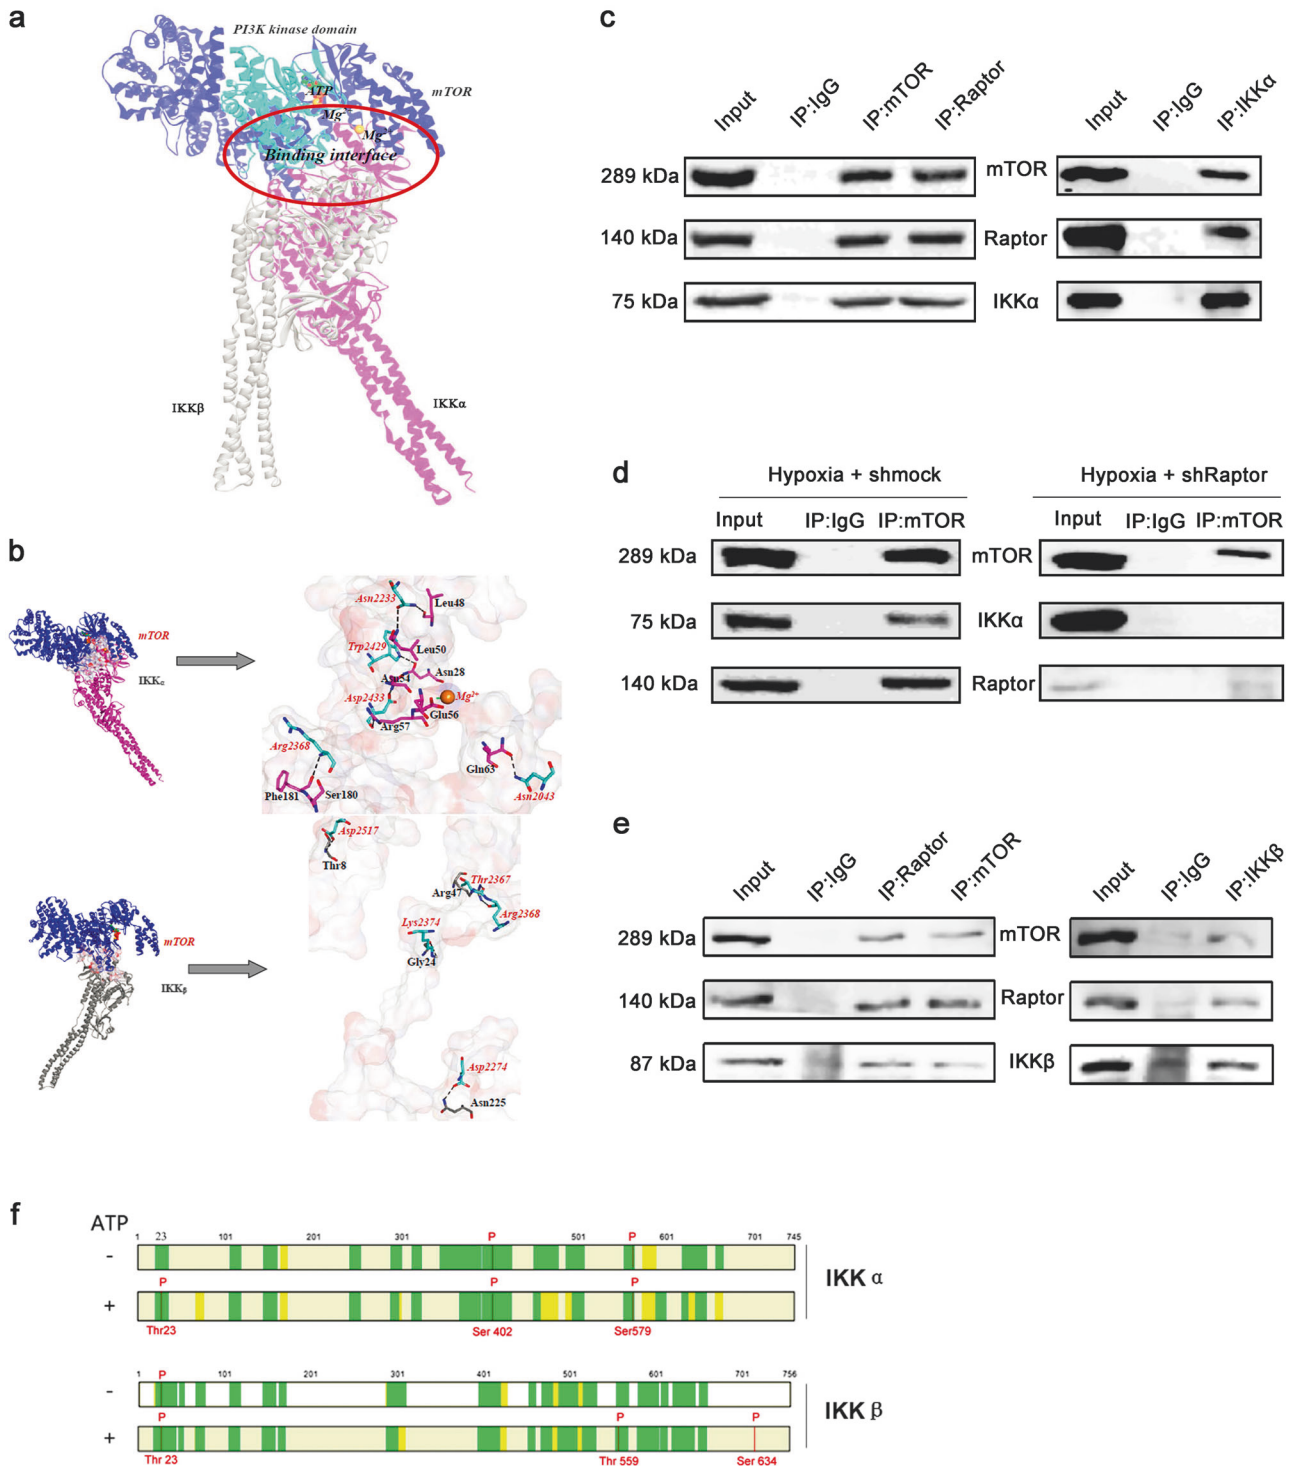 a
PI3K kinase domain
ATP
mTOR
Mg²⁺
Mg²⁺
Binding interface
IKKβ
IKKα
b
mTOR
IKKα
Asn2233
Leu48
Trp2429
Leu50
Asn54
Asn28
Asp2433
Mg²⁺
Glu56
Arg57
Arg2368
Gln63
Phe181
Ser180
Asn2043
mTOR
IKKβ
Asp2517
Thr8
Thr2367
Arg47
Arg2368
Lys2374
Gly24
Asp2274
Asn225
c
Input IP:IgG IP:mTOR IP:Raptor Input IP:IgG IP:IKKα
289 kDa mTOR
140 kDa Raptor
75 kDa IKKα
d
Hypoxia + shmock Hypoxia + shRaptor
Input IP:IgG IP:mTOR Input IP:IgG IP:mTOR
289 kDa mTOR
75 kDa IKKα
140 kDa Raptor
e
Input IP:IgG IP:Raptor IP:mTOR Input IP:IgG IP:IKKβ
289 kDa mTOR
140 kDa Raptor
87 kDa IKKβ
f
ATP
1 23 101 201 301 P 501 P 601 701 745
-
P P P
+
Thr23 Ser 402 Ser579
IKK α
P
1 101 201 301 401 501 601 701 756
-
P P P
+
Thr 23 Thr 559 Ser 634
IKK β